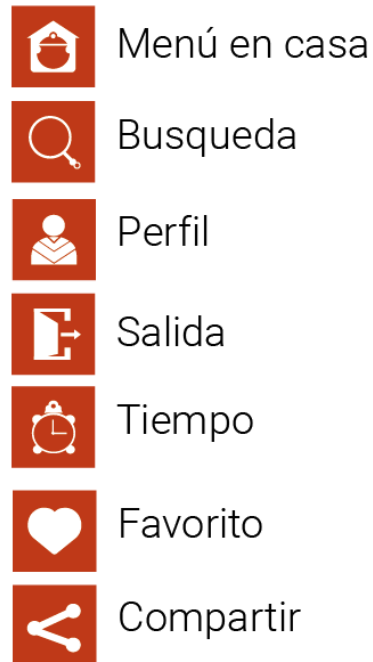 Menú en casa
Busqueda
Perfil
Salida
Tiempo
Favorito
Compartir